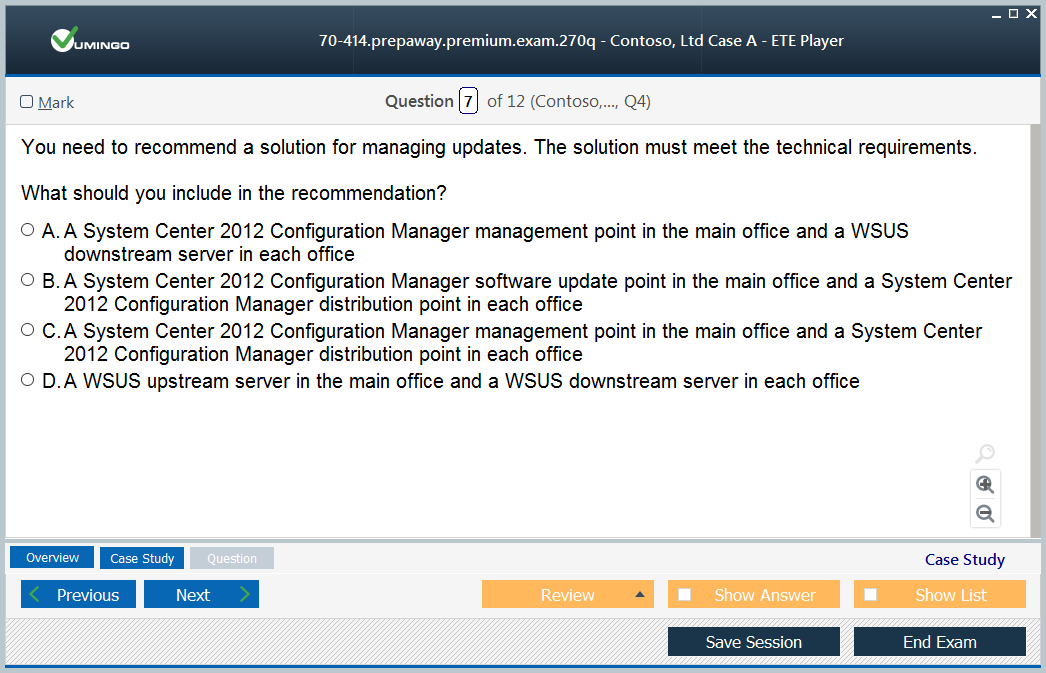 VUMINGO
70-414.prepaway.premium.exam.270q - Contoso, Ltd Case A - ETE Player
Mark
Question 7 of 12 (Contoso,..., Q4)
You need to recommend a solution for managing updates. The solution must meet the technical requirements.
What should you include in the recommendation?
A. A System Center 2012 Configuration Manager management point in the main office and a WSUS
downstream server in each office
B. A System Center 2012 Configuration Manager software update point in the main office and a System Center
2012 Configuration Manager distribution point in each office
C. A System Center 2012 Configuration Manager management point in the main office and a System Center
2012 Configuration Manager distribution point in each office
D. A WSUS upstream server in the main office and a WSUS downstream server in each office
Overview Case Study Question Case Study
Previous Next Review Show Answer Show List
Save Session End Exam